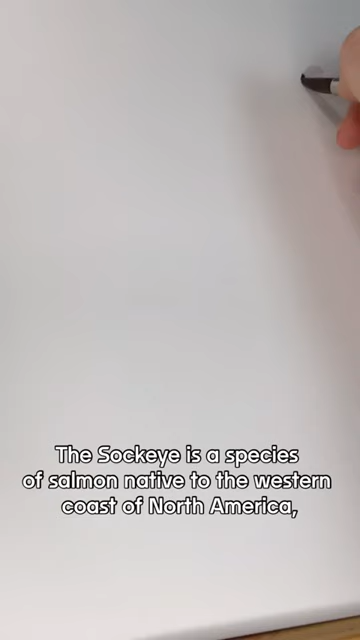 The Sockeye is a species
of salmon native to the western
coast of North America,